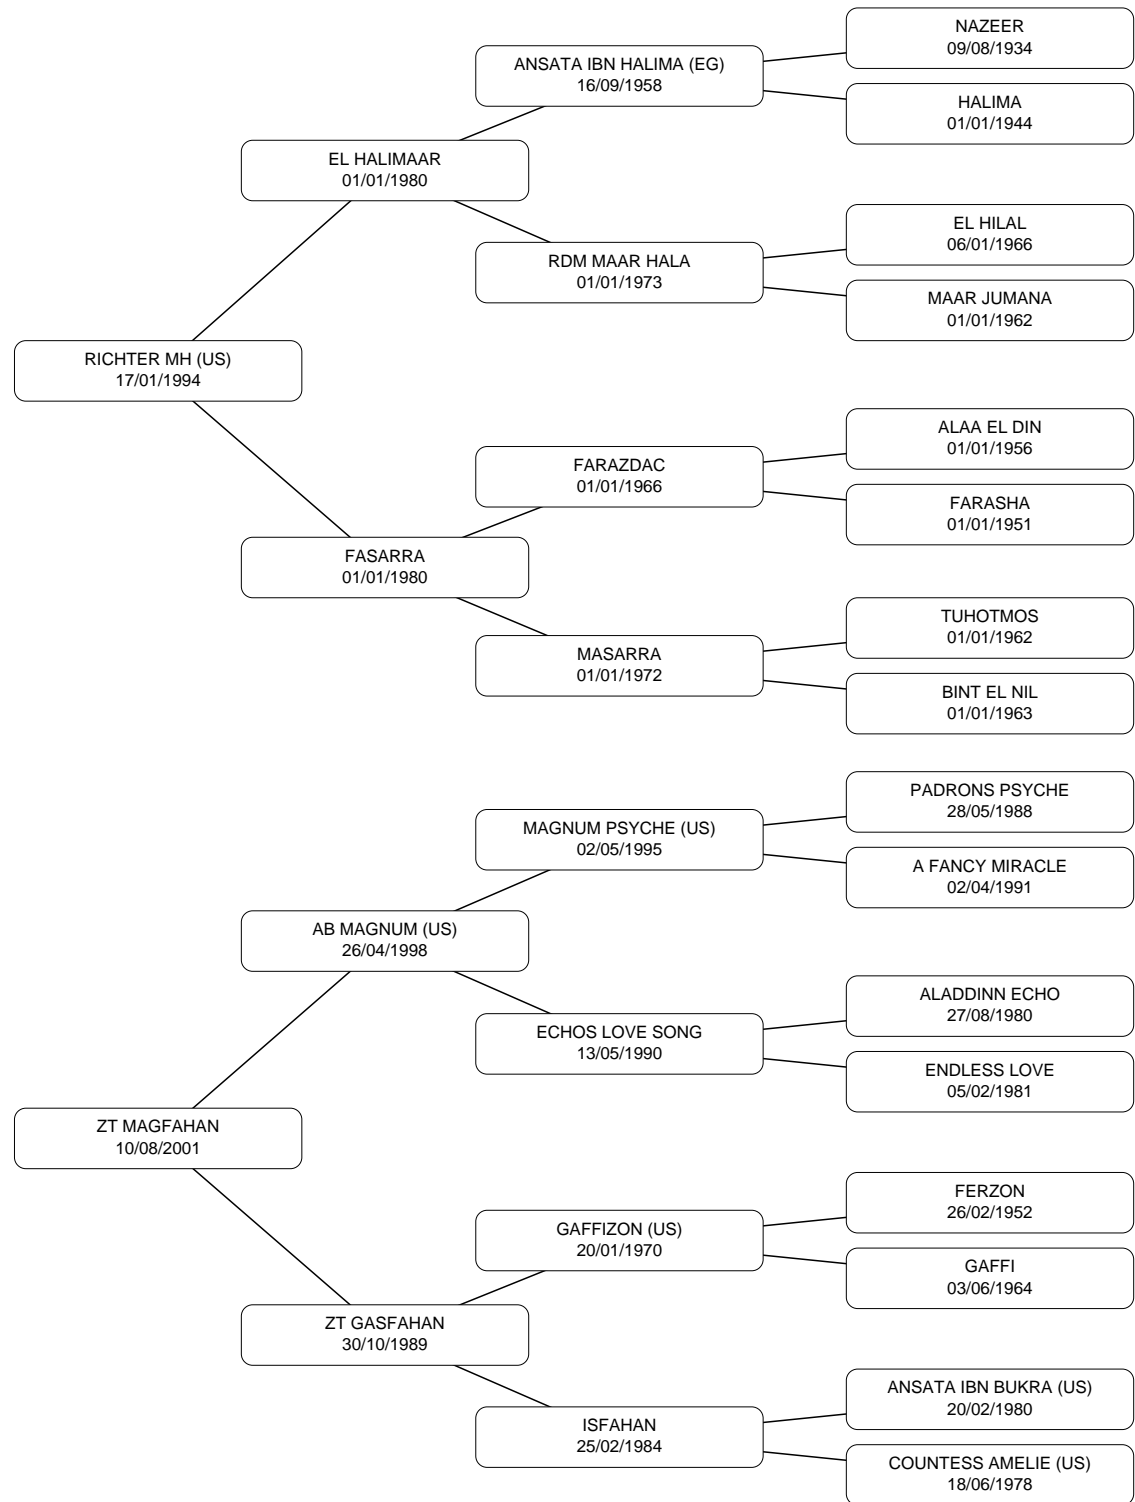 NAZEER
09/08/1934
ANSATA IBN HALIMA (EG)
16/09/1958
HALIMA
01/01/1944
EL HALIMAAR
01/01/1980
EL HILAL
06/01/1966
RDM MAAR HALA
01/01/1973
MAAR JUMANA
01/01/1962
RICHTER MH (US)
17/01/1994
ALAA EL DIN
01/01/1956
FARAZDAC
01/01/1966
FARASHA
01/01/1951
FASARRA
01/01/1980
TUHOTMOS
01/01/1962
MASARRA
01/01/1972
BINT EL NIL
01/01/1963
PADRONS PSYCHE
28/05/1988
MAGNUM PSYCHE (US)
02/05/1995
A FANCY MIRACLE
02/04/1991
AB MAGNUM (US)
26/04/1998
ALADDINN ECHO
27/08/1980
ECHOS LOVE SONG
13/05/1990
ENDLESS LOVE
05/02/1981
ZT MAGFAHAN
10/08/2001
FERZON
26/02/1952
GAFFIZON (US)
20/01/1970
GAFFI
03/06/1964
ZT GASFAHAN
30/10/1989
ANSATA IBN BUKRA (US)
20/02/1980
ISFAHAN
25/02/1984
COUNTESS AMELIE (US)
18/06/1978